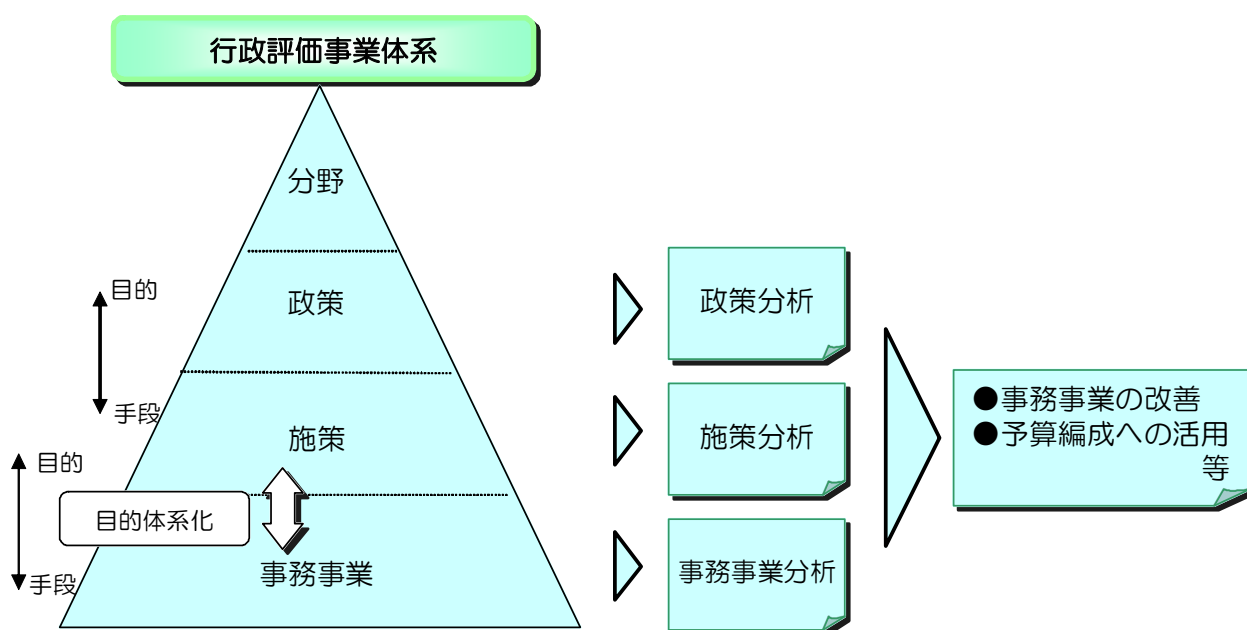 行政評価事業体系
分野
政策
施策
事務事業
目的
手段
目的
手段
目的体系化
政策分析
施策分析
事務事業分析
●事務事業の改善
●予算編成への活用
等